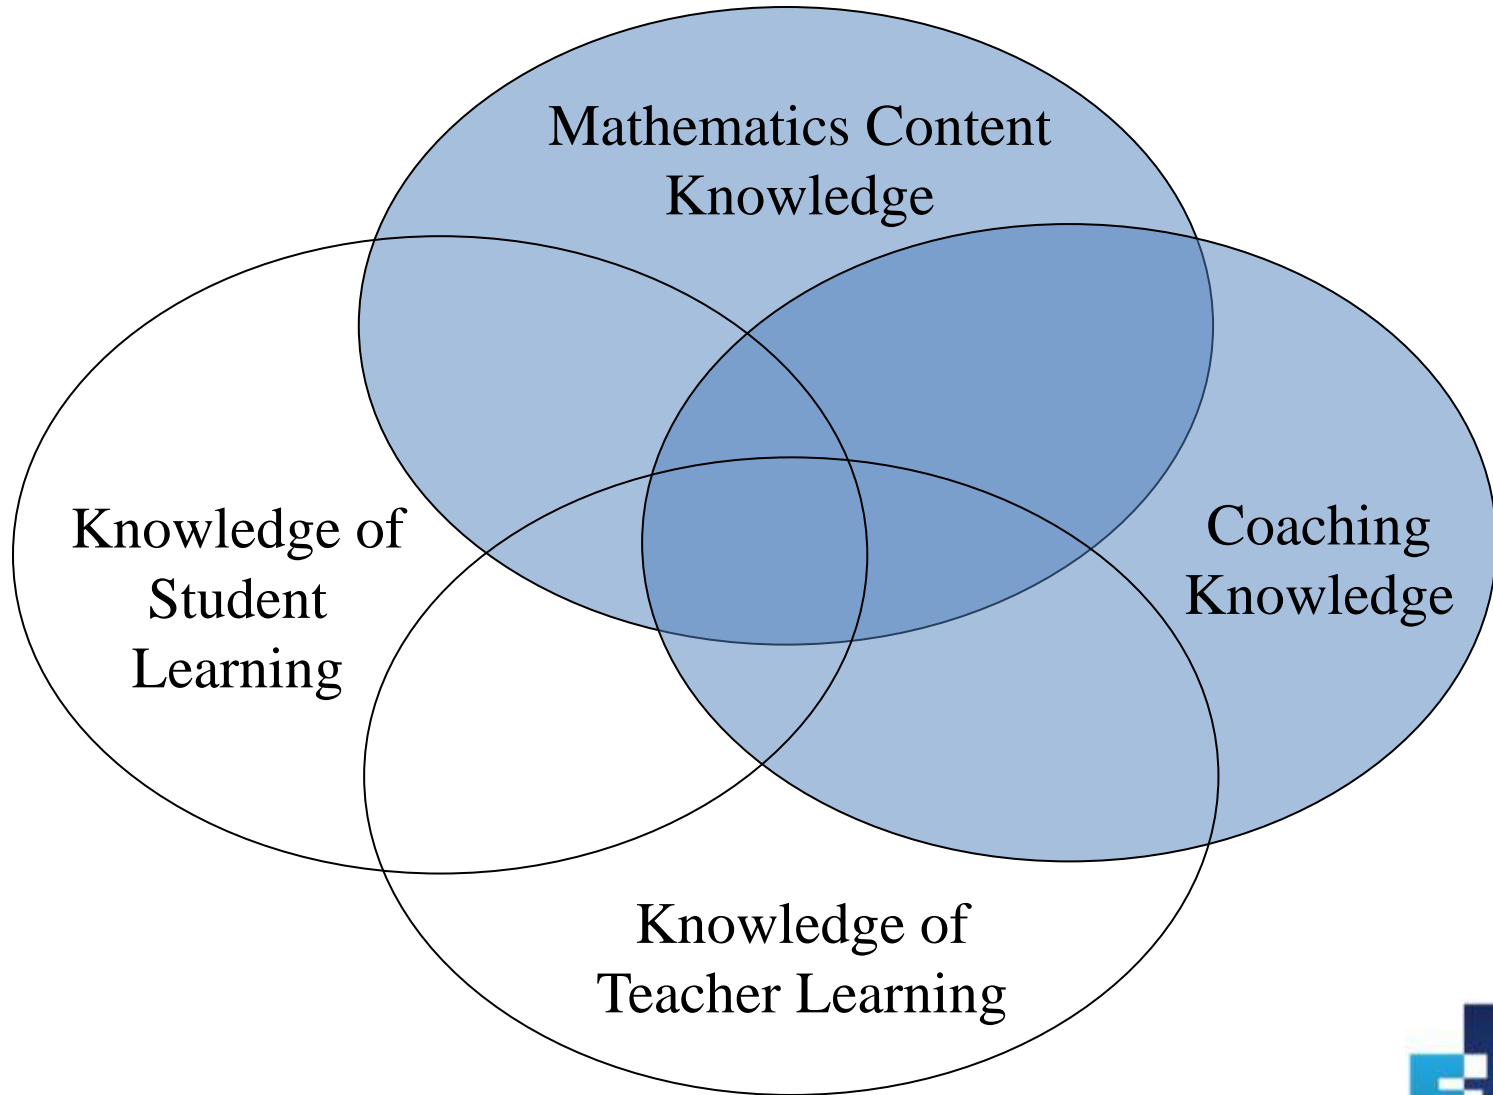 Mathematics Content
Knowledge
Knowledge of
Student
Learning
Coaching
Knowledge
Knowledge of
Teacher Learning